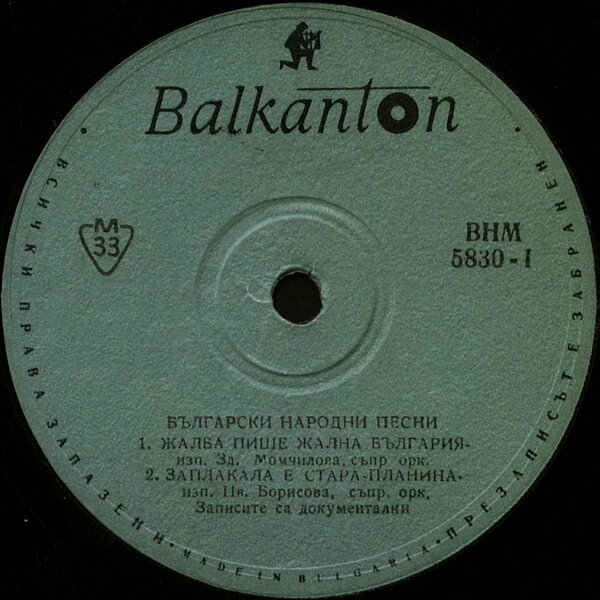 Balkanton
M
33
ВНМ
5830-I
БЪЛГАРСКИ НАРОДНИ ПЕСНИ
1. ЖАЛБА ПИШЕ ЖАЛНА БЪЛГАРИЯ-
изп. Зд. Момчилова, съпр орк.
2. ЗАПЛАКАЛА Е СТАРА-ПЛАНИНА-
изп. Ив. Борисова, съпр. орк.
Записите са документални
ВСИЧКИ ПРАВА ЗАПАЗЕНИ • MADE IN BULGARIA • ПРЕЗАПИСЪТ Е ЗАБРАНЕН